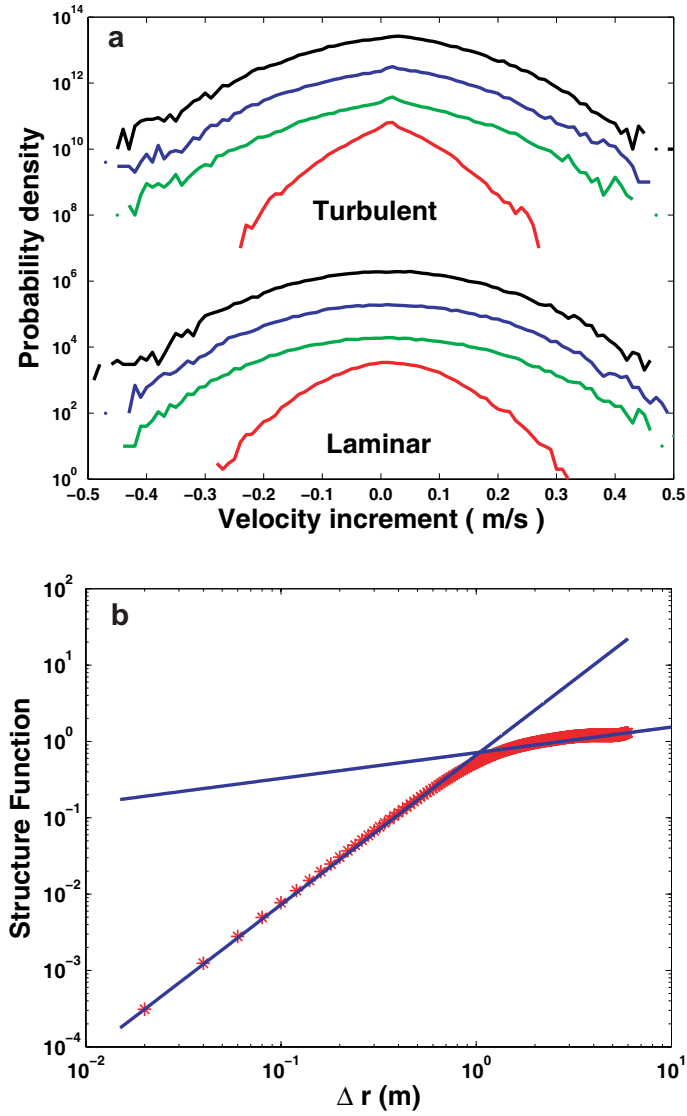 a
10^14
10^12
10^10
10^8
10^6
10^4
10^2
10^0
Probability density
Turbulent
Laminar
−0.5 −0.4 −0.3 −0.2 −0.1 0.0 0.1 0.2 0.3 0.4 0.5
Velocity increment ( m/s )
b
10^2
10^1
10^0
10^−1
10^−2
10^−3
10^−4
Structure Function
10^−2 10^−1 10^0 10^1
Δ r (m)